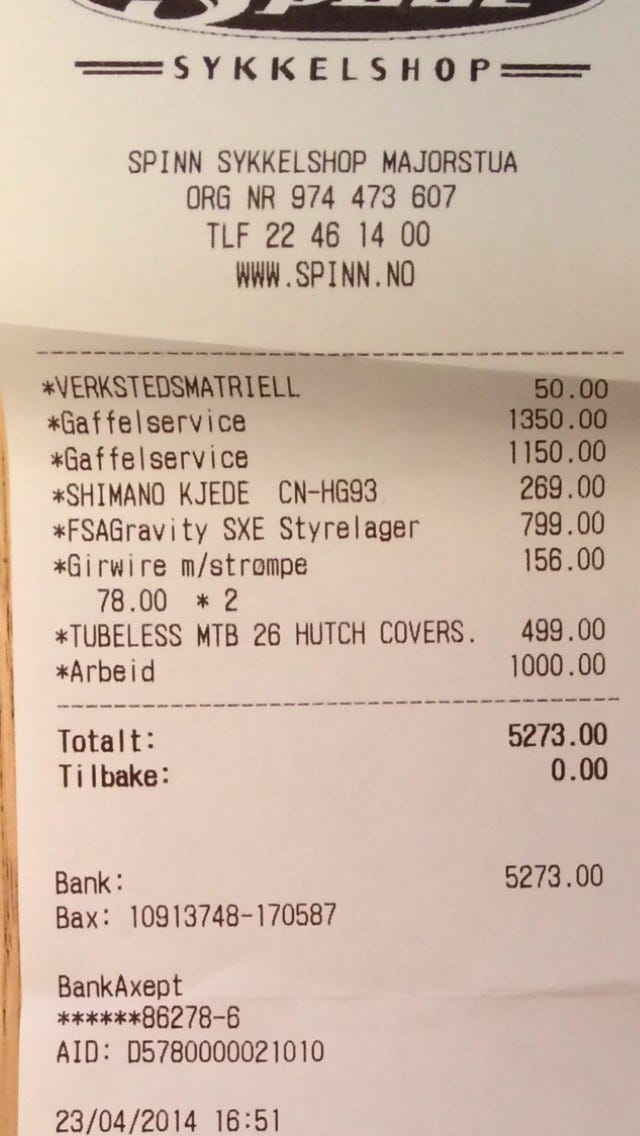 SYKKELSHOP
SPINN SYKKELSHOP MAJORSTUA
ORG NR 974 473 607
TLF 22 46 14 00
WWW.SPINN.NO
*VERKSTEDSMATRIELL 50.00
*Gaffelservice 1350.00
*Gaffelservice 1150.00
*SHIMANO KJEDE CN-HG93 269.00
*FSAGravity SXE Styrelager 799.00
*Girwire m/strømpe 156.00
78.00 * 2
*TUBELESS MTB 26 HUTCH COVERS. 499.00
*Arbeid 1000.00
Totalt: 5273.00
Tilbake: 0.00
Bank: 5273.00
Bax: 10913748-170587
BankAxept
******86278-6
AID: D5780000021010
23/04/2014 16:51